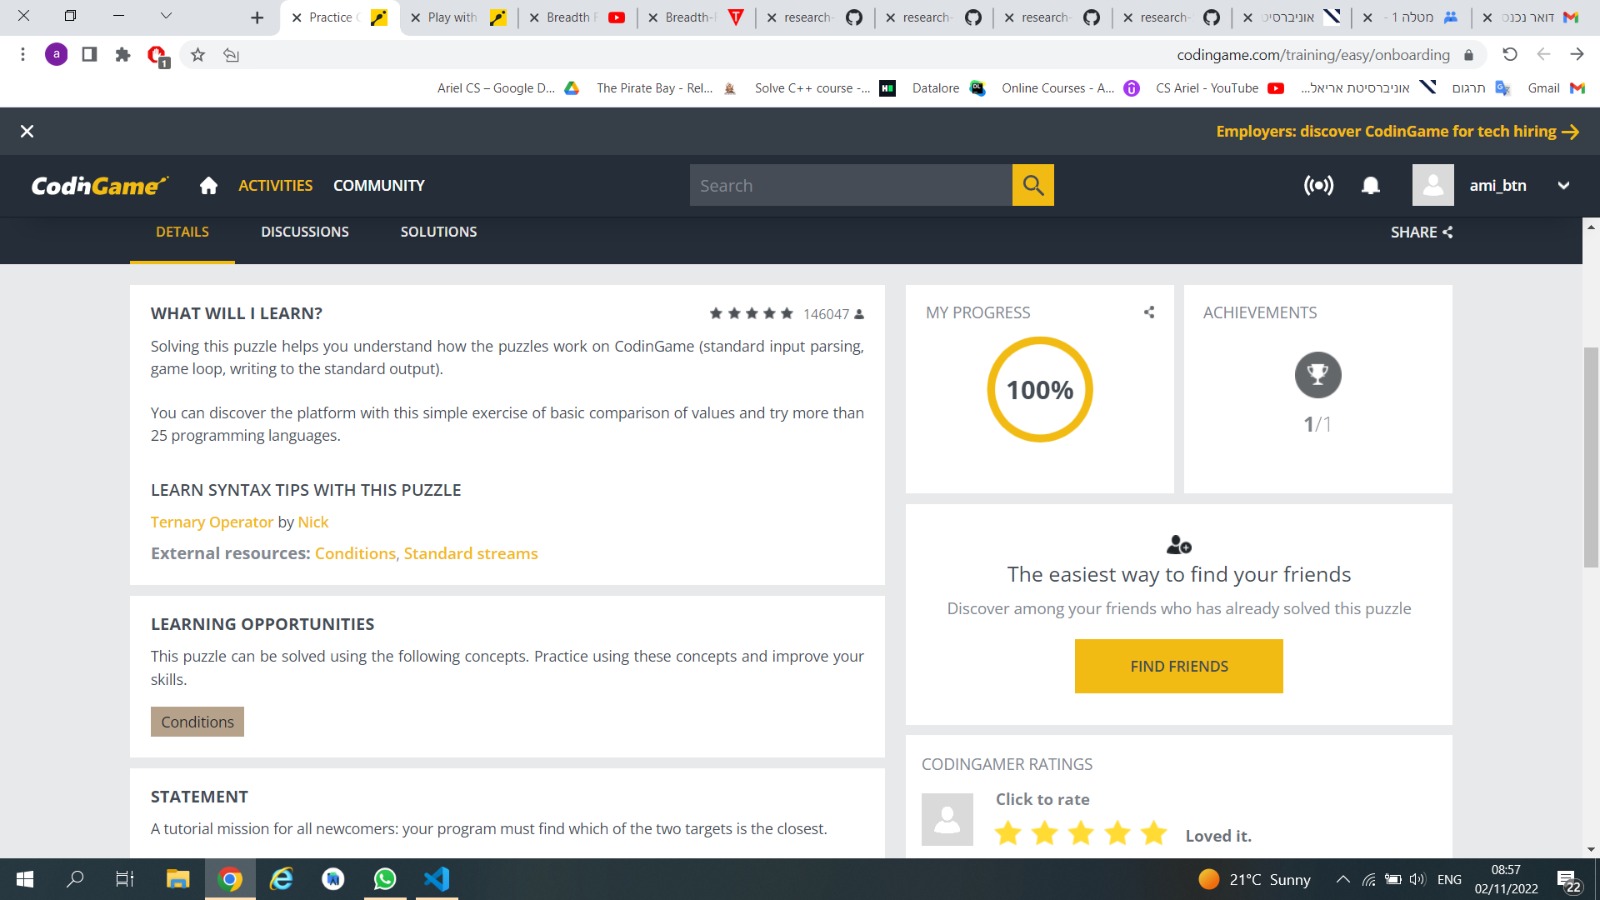 Practice
Play with
Breadth F
Breadth-F
research-
research-
research-
research-
אוניברסיט
מטלה 1 -
דואר נכנס
a
1
codingame.com/training/easy/onboarding
Ariel CS – Google D...
The Pirate Bay - Rel...
Solve C++ course -...
Datalore
Online Courses - A...
CS Ariel - YouTube
אוניברסיטת אריאל...
תרגום
Gmail
Employers: discover CodinGame for tech hiring
CodinGame
ACTIVITIES
COMMUNITY
Search
ami_btn
DETAILS
DISCUSSIONS
SOLUTIONS
SHARE
WHAT WILL I LEARN?
146047
Solving this puzzle helps you understand how the puzzles work on CodinGame (standard input parsing,
game loop, writing to the standard output).
You can discover the platform with this simple exercise of basic comparison of values and try more than
25 programming languages.
LEARN SYNTAX TIPS WITH THIS PUZZLE
Ternary Operator by Nick
External resources: Conditions, Standard streams
LEARNING OPPORTUNITIES
This puzzle can be solved using the following concepts. Practice using these concepts and improve your
skills.
Conditions
STATEMENT
A tutorial mission for all newcomers: your program must find which of the two targets is the closest.
MY PROGRESS
100%
ACHIEVEMENTS
1/1
The easiest way to find your friends
Discover among your friends who has already solved this puzzle
FIND FRIENDS
CODINGAMER RATINGS
Click to rate
Loved it.
21°C Sunny
ENG
08:57
02/11/2022
22